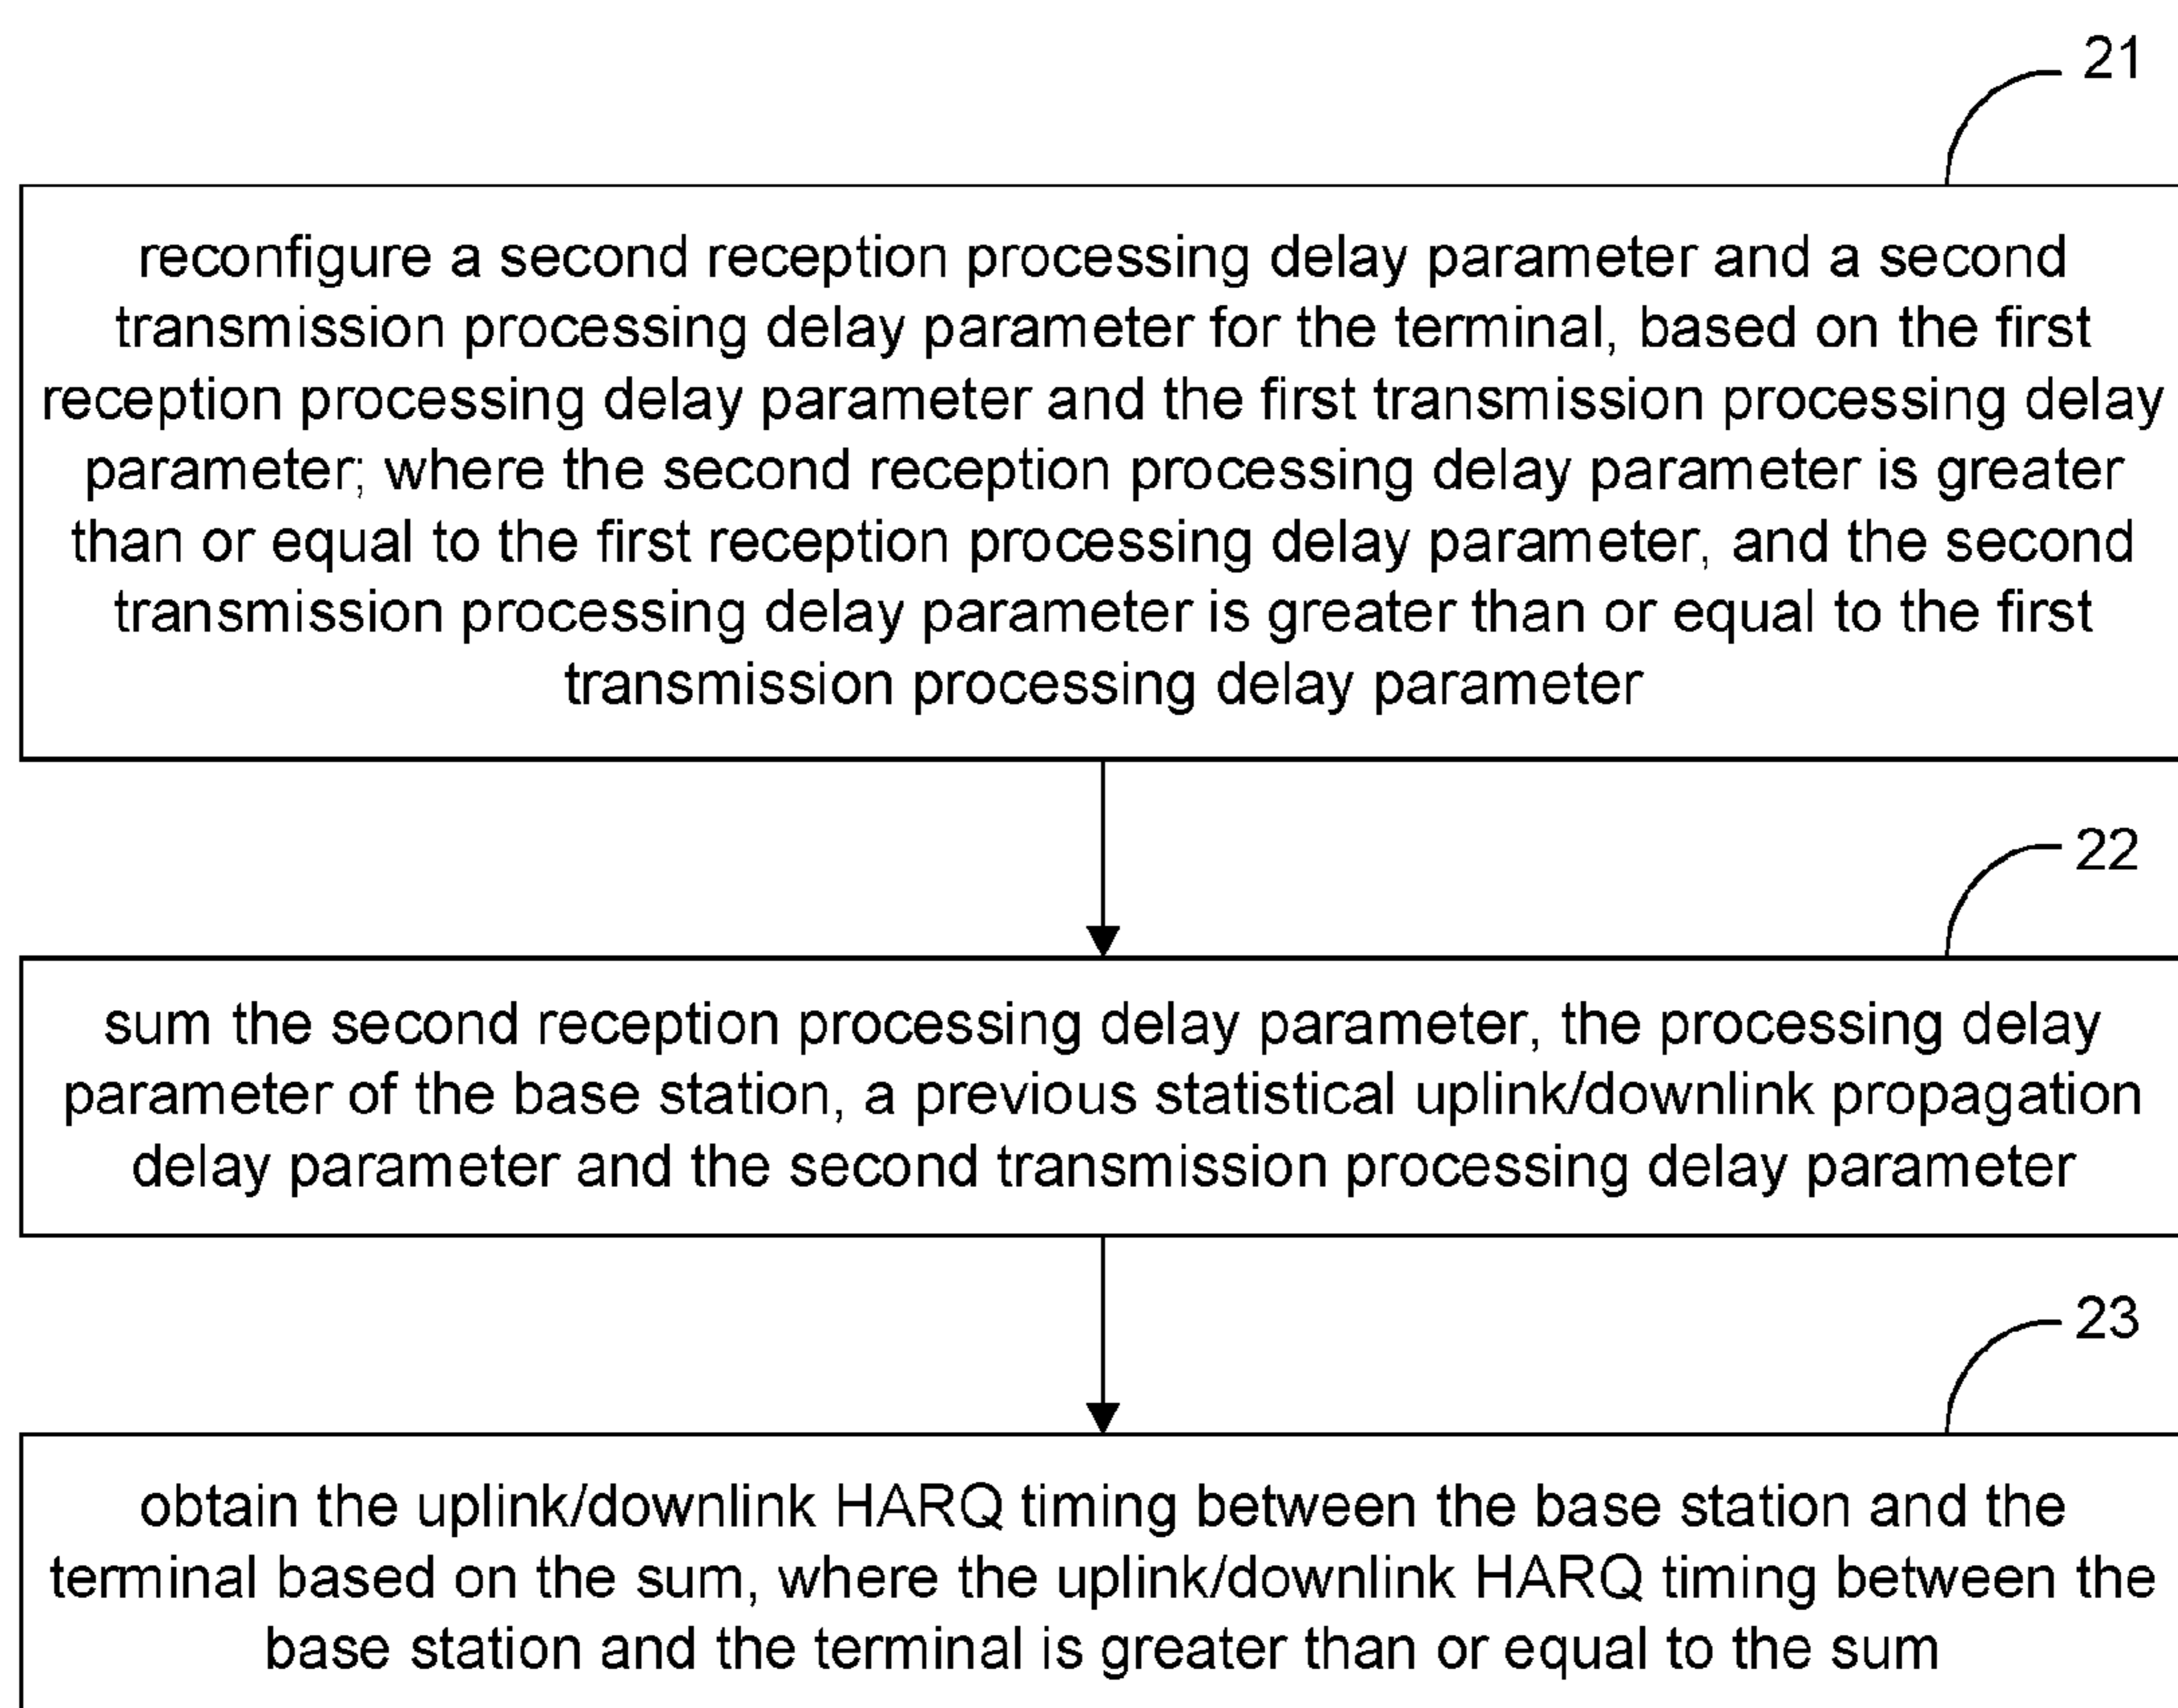 21
reconfigure a second reception processing delay parameter and a second
transmission processing delay parameter for the terminal, based on the first
reception processing delay parameter and the first transmission processing delay
parameter; where the second reception processing delay parameter is greater
than or equal to the first reception processing delay parameter, and the second
transmission processing delay parameter is greater than or equal to the first
transmission processing delay parameter
22
sum the second reception processing delay parameter, the processing delay
parameter of the base station, a previous statistical uplink/downlink propagation
delay parameter and the second transmission processing delay parameter
23
obtain the uplink/downlink HARQ timing between the base station and the
terminal based on the sum, where the uplink/downlink HARQ timing between the
base station and the terminal is greater than or equal to the sum